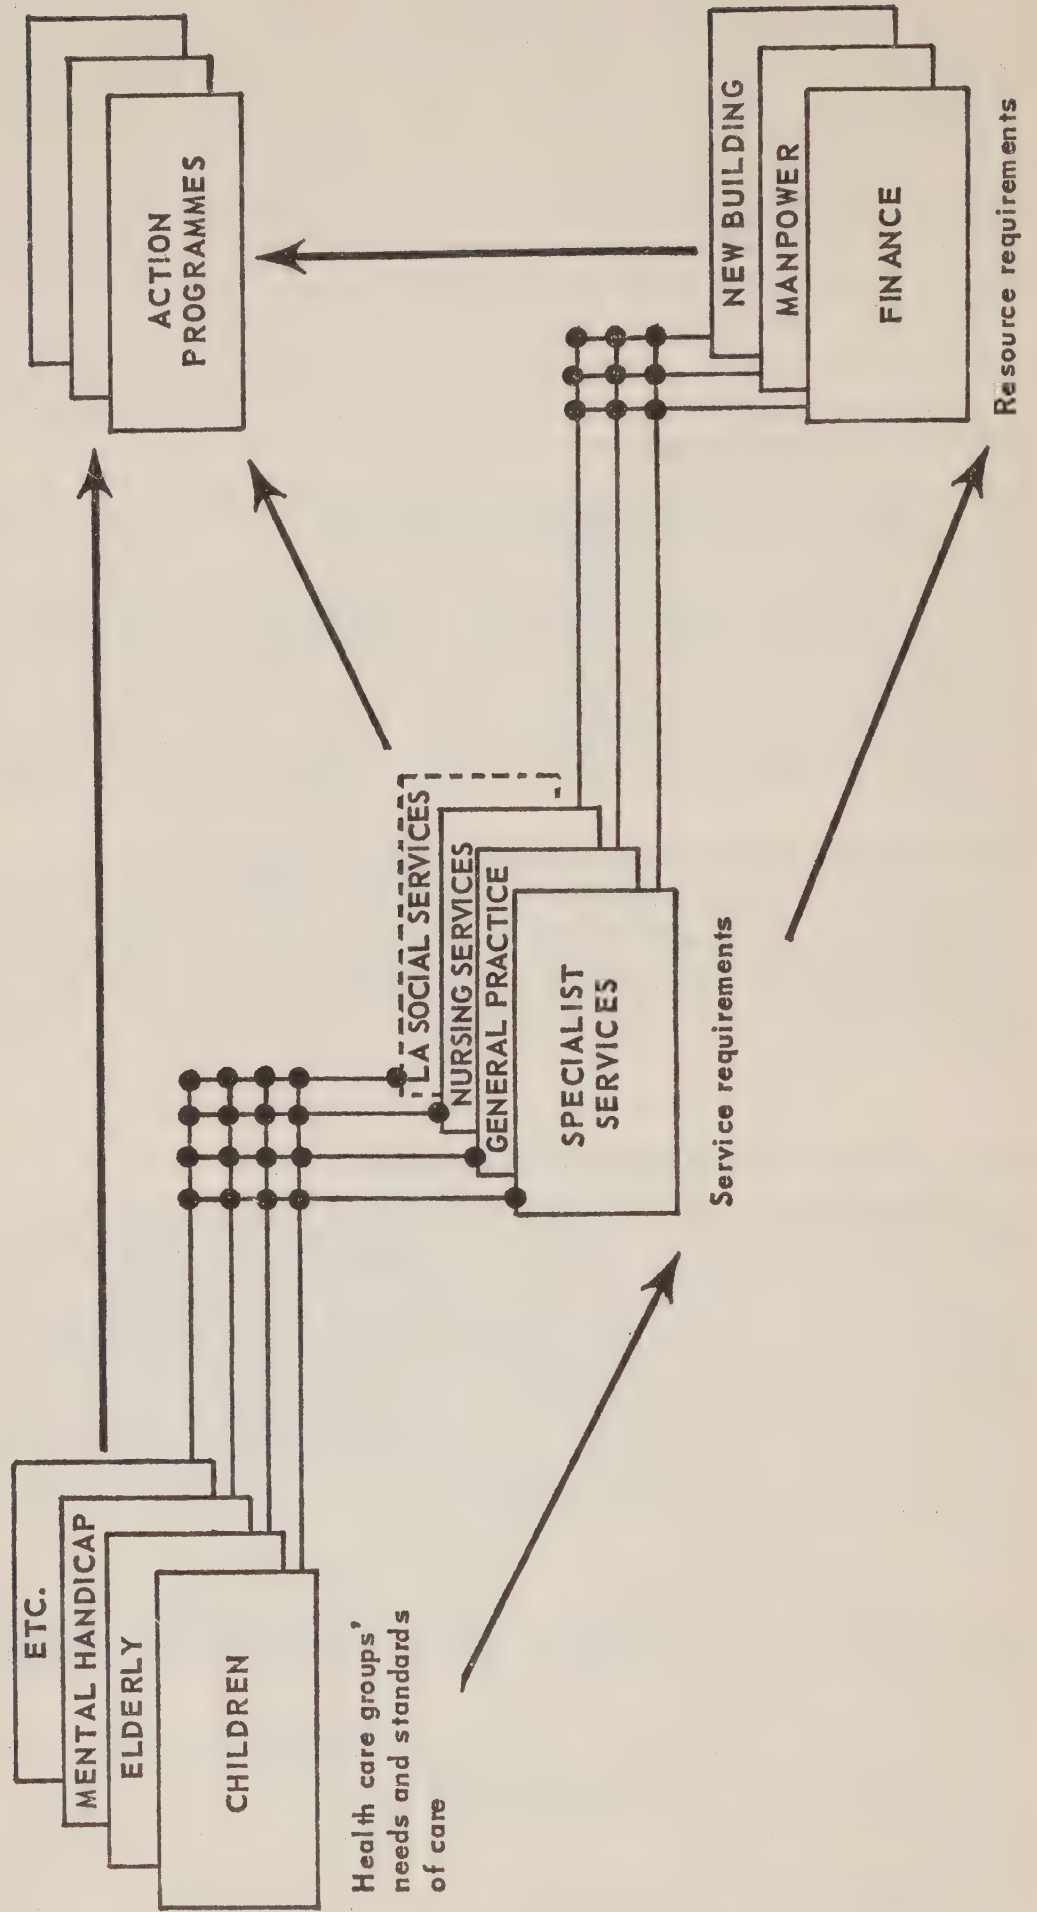 ETC.
MENTAL HANDICAP
ELDERLY
CHILDREN
Health care groups'
needs and standards
of care
LA SOCIAL SERVICES
NURSING SERVICES
GENERAL PRACTICE
SPECIALIST
SERVICES
Service requirements
ACTION
PROGRAMMES
NEW BUILDING
MANPOWER
FINANCE
Resource requirements